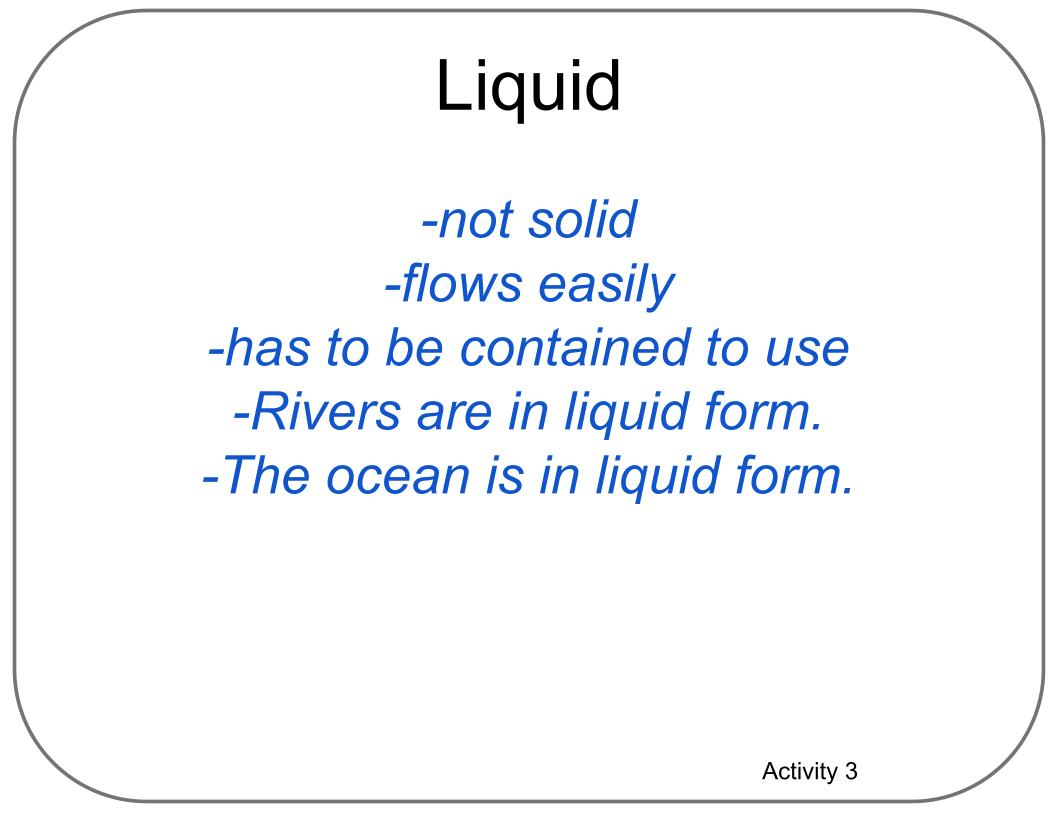 Liquid
-not solid
-flows easily
-has to be contained to use
-Rivers are in liquid form.
-The ocean is in liquid form.
Activity 3